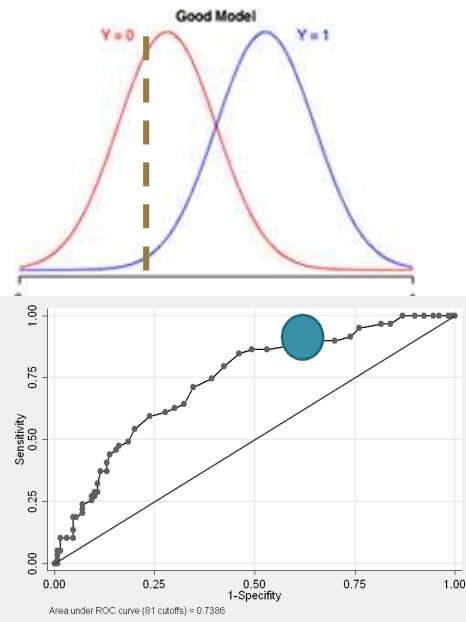 Good Model
Y = 0
Y = 1
1.00
0.75
0.50
0.25
0.00
Sensitivity
0.00
0.25
0.50
0.75
1.00
1-Specifity
Area under ROC curve (81 cutoffs) = 0.7386